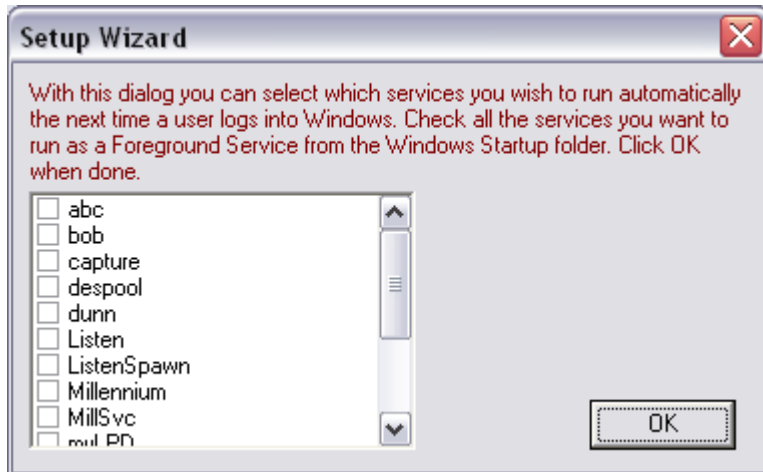 Setup Wizard
With this dialog you can select which services you wish to run automatically
the next time a user logs into Windows. Check all the services you want to
run as a Foreground Service from the Windows Startup folder. Click OK
when done.
abc
bob
capture
despool
dunn
Listen
ListenSpawn
Millennium
MillSvc
OK